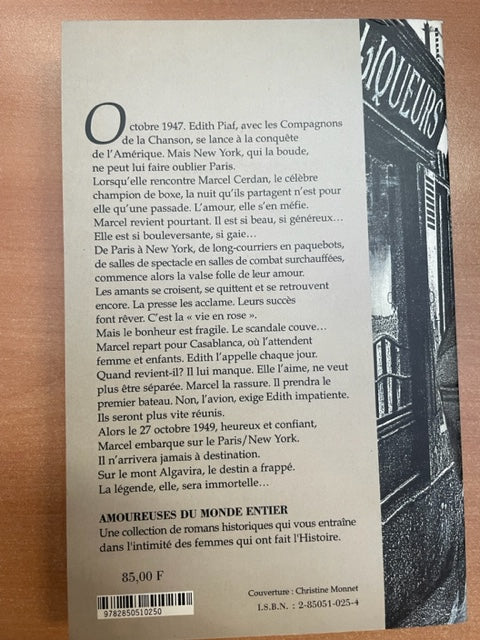 LIQUEURS
Octobre 1947. Edith Piaf, avec les Compagnons
de la Chanson, se lance à la conquête
de l'Amérique. Mais New York, qui la boude,
ne peut lui faire oublier Paris.
Lorsqu'elle rencontre Marcel Cerdan, le célèbre
champion de boxe, la nuit qu'ils partagent n'est pour
elle qu'une passade. L'amour, elle s'en méfie.
Marcel revient pourtant. Il est si beau, si généreux...
Elle est si bouleversante, si gaie...
De Paris à New York, de long-courriers en paquebots,
de salles de spectacle en salles de combat surchauffées,
commence alors la valse folle de leur amour.
Les amants se croisent, se quittent et se retrouvent
encore. La presse les acclame. Leurs succès
font rêver. C'est la « vie en rose ».
Mais le bonheur est fragile. Le scandale couve...
Marcel repart pour Casablanca, où l'attendent
femme et enfants. Edith l'appelle chaque jour.
Quand revient-il? Il lui manque. Elle l'aime, ne veut
plus être séparée. Marcel la rassure. Il prendra le
premier bateau. Non, l'avion, exige Edith impatiente.
Ils seront plus vite réunis.
Alors le 27 octobre 1949, heureux et confiant,
Marcel embarque sur le Paris/New York.
Il n'arrivera jamais à destination.
Sur le mont Algavira, le destin a frappé.
La légende, elle, sera immortelle...
AMOUREUSES DU MONDE ENTIER
Une collection de romans historiques qui vous entraîne
dans l'intimité des femmes qui ont fait l'Histoire.
85,00 F
9782850510250
Couverture : Christine Monnet
I.S.B.N. : 2-85051-025-4